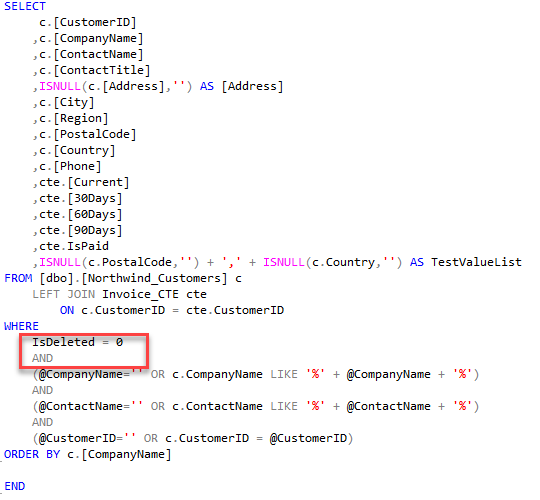 SELECT
c.[CustomerID]
,c.[CompanyName]
,c.[ContactName]
,c.[ContactTitle]
,ISNULL(c.[Address],'') AS [Address]
,c.[City]
,c.[Region]
,c.[PostalCode]
,c.[Country]
,c.[Phone]
,cte.[Current]
,cte.[30Days]
,cte.[60Days]
,cte.[90Days]
,cte.IsPaid
,ISNULL(c.PostalCode,'') + ',' + ISNULL(c.Country,'') AS TestValueList
FROM [dbo].[Northwind_Customers] c
LEFT JOIN Invoice_CTE cte
ON c.CustomerID = cte.CustomerID
WHERE
IsDeleted = 0
AND
(@CompanyName='' OR c.CompanyName LIKE '%' + @CompanyName + '%')
AND
(@ContactName='' OR c.ContactName LIKE '%' + @ContactName + '%')
AND
(@CustomerID='' OR c.CustomerID = @CustomerID)
ORDER BY c.[CompanyName]
END